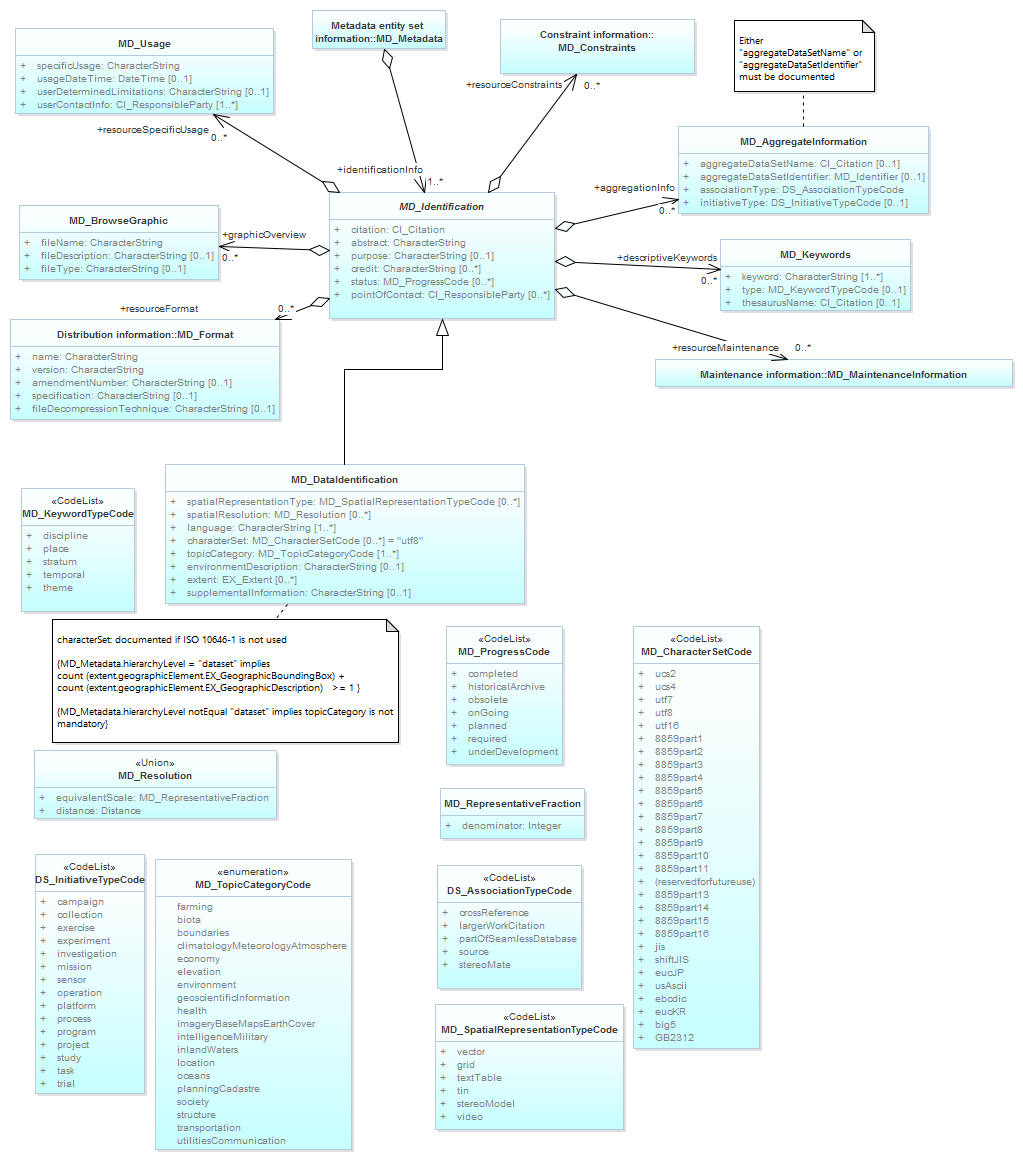 MD_Usage
+ specificUsage: CharacterString
+ usageDateTime: DateTime [0..1]
+ userDeterminedLimitations: CharacterString [0..1]
+ userContactInfo: CI_ResponsibleParty [1..*]
Metadata entity set
information::MD_Metadata
Constraint information::
MD_Constraints
Either
"aggregateDataSetName" or
"aggregateDataSetIdentifier"
must be documented
+resourceConstraints
0..*
+resourceSpecificUsage
0..*
+identificationInfo
1..*
MD_AggregateInformation
+ aggregateDataSetName: CI_Citation [0..1]
+ aggregateDataSetIdentifier: MD_Identifier [0..1]
+ associationType: DS_AssociationTypeCode
+ initiativeType: DS_InitiativeTypeCode [0..1]
+aggregationInfo
0..*
MD_BrowseGraphic
+ fileName: CharacterString
+ fileDescription: CharacterString [0..1]
+ fileType: CharacterString [0..1]
+graphicOverview
0..*
MD_Identification
+ citation: CI_Citation
+ abstract: CharacterString
+ purpose: CharacterString [0..1]
+ credit: CharacterString [0..*]
+ status: MD_ProgressCode [0..*]
+ pointOfContact: CI_ResponsibleParty [0..*]
+descriptiveKeywords
0..*
MD_Keywords
+ keyword: CharacterString [1..*]
+ type: MD_KeywordTypeCode [0..1]
+ thesaurusName: CI_Citation [0..1]
+resourceFormat
0..*
Distribution information::MD_Format
+ name: CharacterString
+ version: CharacterString
+ amendmentNumber: CharacterString [0..1]
+ specification: CharacterString [0..1]
+ fileDecompressionTechnique: CharacterString [0..1]
+resourceMaintenance
0..*
Maintenance information::MD_MaintenanceInformation
MD_DataIdentification
+ spatialRepresentationType: MD_SpatialRepresentationTypeCode [0..*]
+ spatialResolution: MD_Resolution [0..*]
+ language: CharacterString [1..*]
+ characterSet: MD_CharacterSetCode [0..*] = "utf8"
+ topicCategory: MD_TopicCategoryCode [1..*]
+ environmentDescription: CharacterString [0..1]
+ extent: EX_Extent [0..*]
+ supplementalInformation: CharacterString [0..1]
«CodeList»
MD_KeywordTypeCode
+ discipline
+ place
+ stratum
+ temporal
+ theme
characterSet: documented if ISO 10646-1 is not used
{MD_Metadata.hierarchyLevel = "dataset" implies
count (extent.geographicElement.EX_GeographicBoundingBox) +
count (extent.geographicElement.EX_GeographicDescription) >= 1 }
{MD_Metadata.hierarchyLevel notEqual "dataset" implies topicCategory is not
mandatory}
«CodeList»
MD_ProgressCode
+ completed
+ historicalArchive
+ obsolete
+ onGoing
+ planned
+ required
+ underDevelopment
«CodeList»
MD_CharacterSetCode
+ ucs2
+ ucs4
+ utf7
+ utf8
+ utf16
+ 8859part1
+ 8859part2
+ 8859part3
+ 8859part4
+ 8859part5
+ 8859part6
+ 8859part7
+ 8859part8
+ 8859part9
+ 8859part10
+ 8859part11
+ (reservedforfutureuse)
+ 8859part13
+ 8859part14
+ 8859part15
+ 8859part16
+ jis
+ shiftJIS
+ eucJP
+ usAscii
+ ebcdic
+ eucKR
+ big5
+ GB2312
«Union»
MD_Resolution
+ equivalentScale: MD_RepresentativeFraction
+ distance: Distance
MD_RepresentativeFraction
+ denominator: Integer
«CodeList»
DS_InitiativeTypeCode
+ campaign
+ collection
+ exercise
+ experiment
+ investigation
+ mission
+ sensor
+ operation
+ platform
+ process
+ program
+ project
+ study
+ task
+ trial
«enumeration»
MD_TopicCategoryCode
farming
biota
boundaries
climatologyMeteorologyAtmosphere
economy
elevation
environment
geoscientificInformation
health
imageryBaseMapsEarthCover
intelligenceMilitary
inlandWaters
location
oceans
planningCadastre
society
structure
transportation
utilitiesCommunication
«CodeList»
DS_AssociationTypeCode
+ crossReference
+ largerWorkCitation
+ partOfSeamlessDatabase
+ source
+ stereoMate
«CodeList»
MD_SpatialRepresentationTypeCode
+ vector
+ grid
+ textTable
+ tin
+ stereoModel
+ video